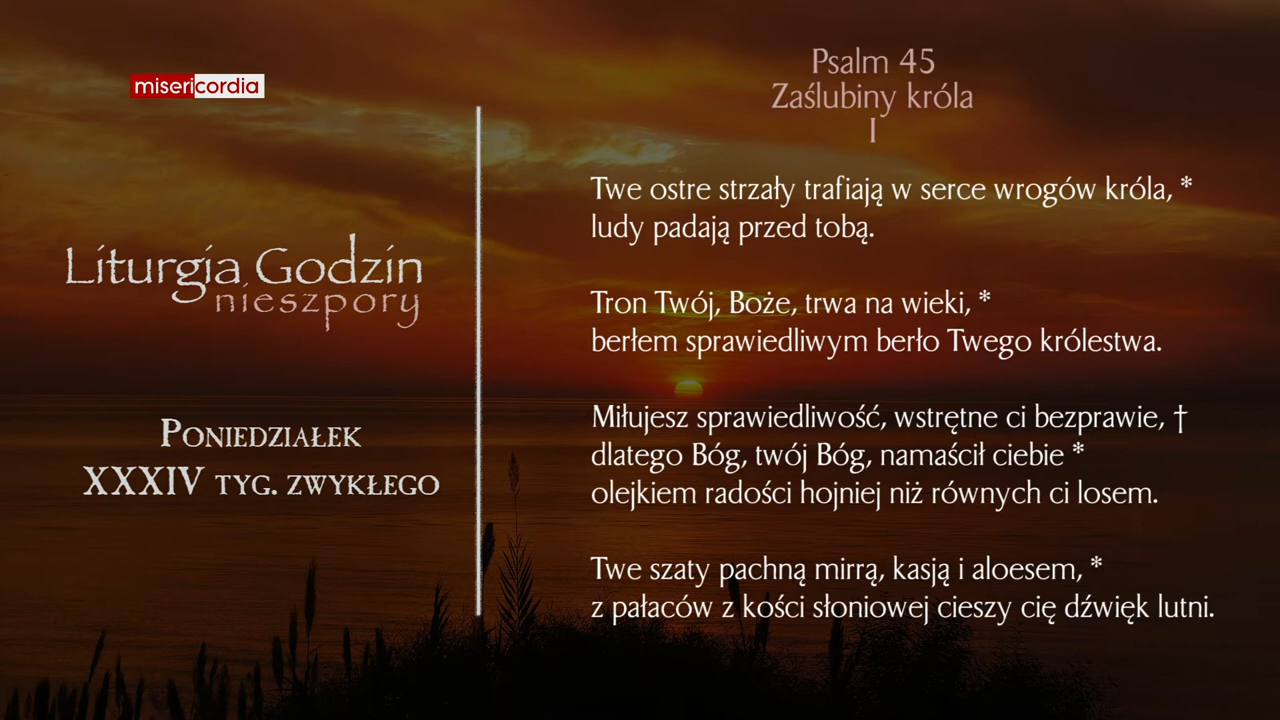 misericordia
Liturgia Godzin
nieszpory
Poniedziałek
XXXIV tyg. zwykłego
Psalm 45
Zaślubiny króla
I
Twe ostre strzały trafiają w serce wrogów króla, *
ludy padają przed tobą.
Tron Twój, Boże, trwa na wieki, *
berłem sprawiedliwym berło Twego królestwa.
Miłujesz sprawiedliwość, wstrętne ci bezprawie, †
dlatego Bóg, twój Bóg, namaścił ciebie *
olejkiem radości hojniej niż równych ci losem.
Twe szaty pachną mirrą, kasją i aloesem, *
z pałaców z kości słoniowej cieszy cię dźwięk lutni.